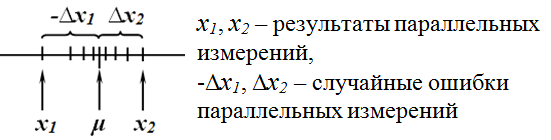 -Δx1 Δx2
x1 μ x2
x1, x2 – результаты параллельных
измерений,
-Δx1, Δx2 – случайные ошибки
параллельных измерений